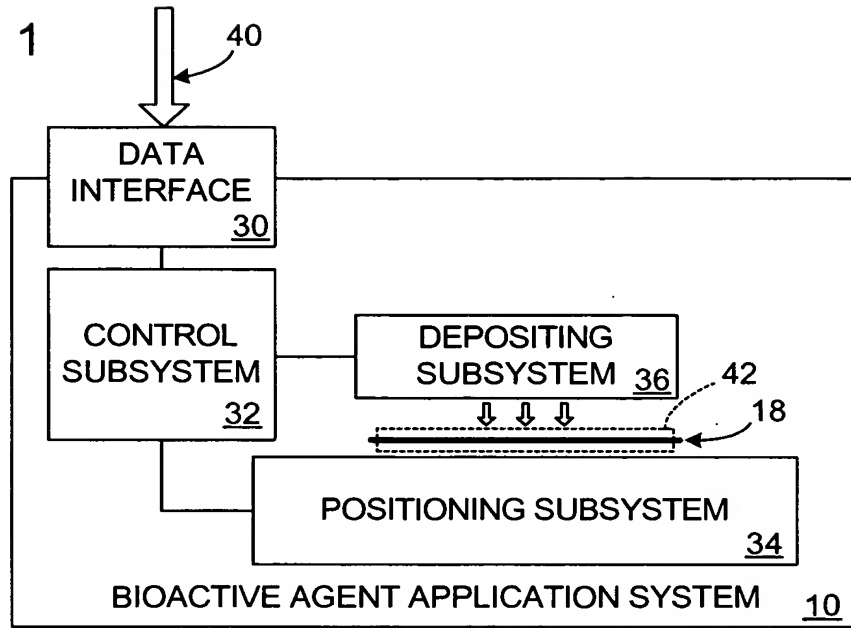 1
40
DATA
INTERFACE
30
CONTROL
SUBSYSTEM
32
DEPOSITING
SUBSYSTEM
36
42
18
POSITIONING SUBSYSTEM
34
BIOACTIVE AGENT APPLICATION SYSTEM
10